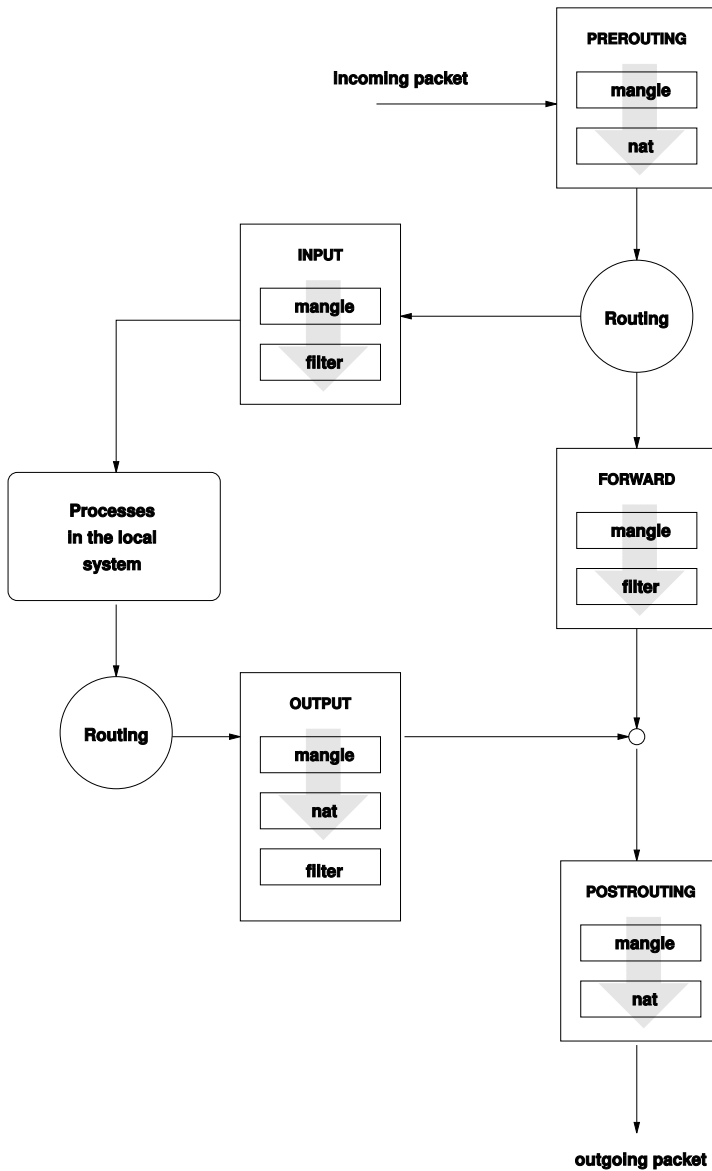 PREROUTING
incoming packet
mangle
nat
INPUT
mangle
filter
Routing
Processes
in the local
system
FORWARD
mangle
filter
Routing
OUTPUT
mangle
nat
filter
POSTROUTING
mangle
nat
outgoing packet